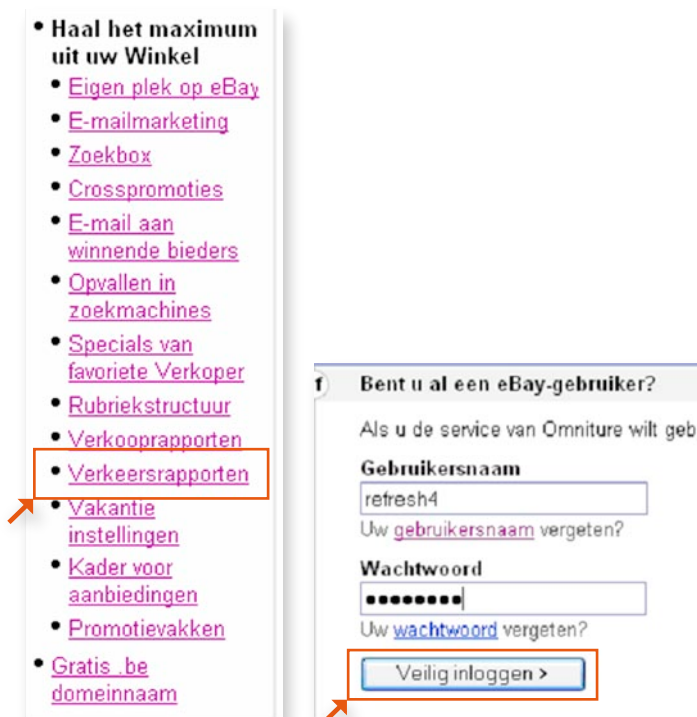 Haal het maximum
uit uw Winkel
Eigen plek op eBay
E-mailmarketing
Zoekbox
Crosspromoties
E-mail aan
winnende bieders
Opvallen in
zoekmachines
Specials van
favoriete Verkoper
Rubriekstructuur
Verkooprapporten
Verkeersrapporten
Vakantie
instellingen
Kader voor
aanbiedingen
Promotievakken
Gratis .be
domeinnaam
f
Bent u al een eBay-gebruiker?
Als u de service van Omniture wilt geb
Gebruikersnaam
refresh4
Uw gebruikersnaam vergeten?
Wachtwoord
●●●●●●●●
Uw wachtwoord vergeten?
Veilig inloggen >